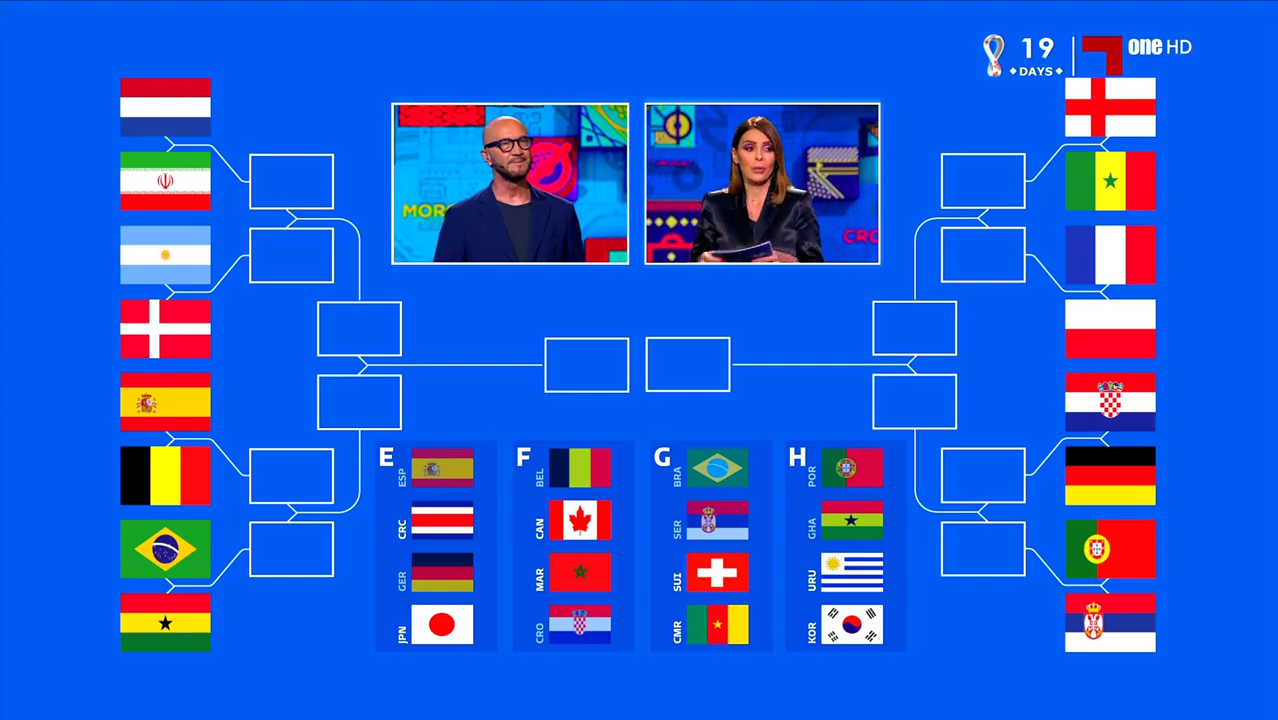 19
DAYS
one HD
MOR
CRO
E
ESP
CRC
GER
JPN
F
BEL
CAN
MAR
CRO
G
BRA
SER
SUI
CMR
H
POR
GHA
URU
KOR